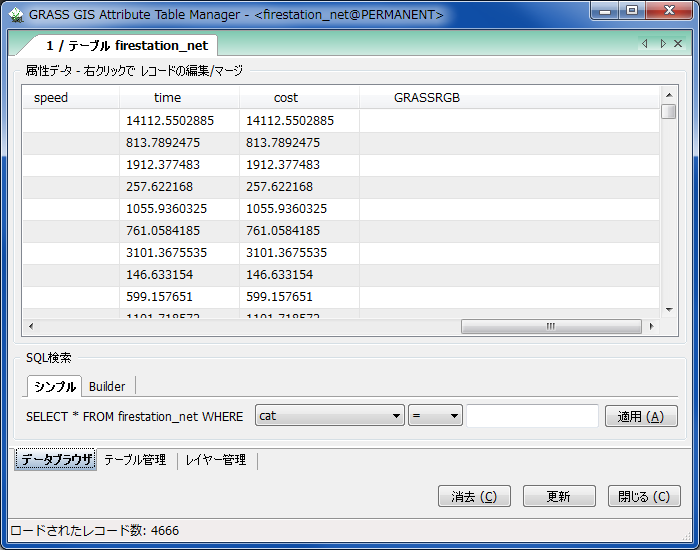 GRASS GIS Attribute Table Manager - <firestation_net@PERMANENT>
1 / テーブル firestation_net
属性データ - 右クリックで レコードの編集/マージ
speed time cost GRASSRGB
14112.5502885 14112.5502885
813.7892475 813.7892475
1912.377483 1912.377483
257.622168 257.622168
1055.9360325 1055.9360325
761.0584185 761.0584185
3101.3675535 3101.3675535
146.633154 146.633154
599.157651 599.157651
1101.718572 1101.718572
SQL検索
シンプル Builder
SELECT * FROM firestation_net WHERE cat = 適用 (A)
データブラウザ テーブル管理 レイヤー管理
消去 (C) 更新 閉じる (C)
ロードされたレコード数: 4666